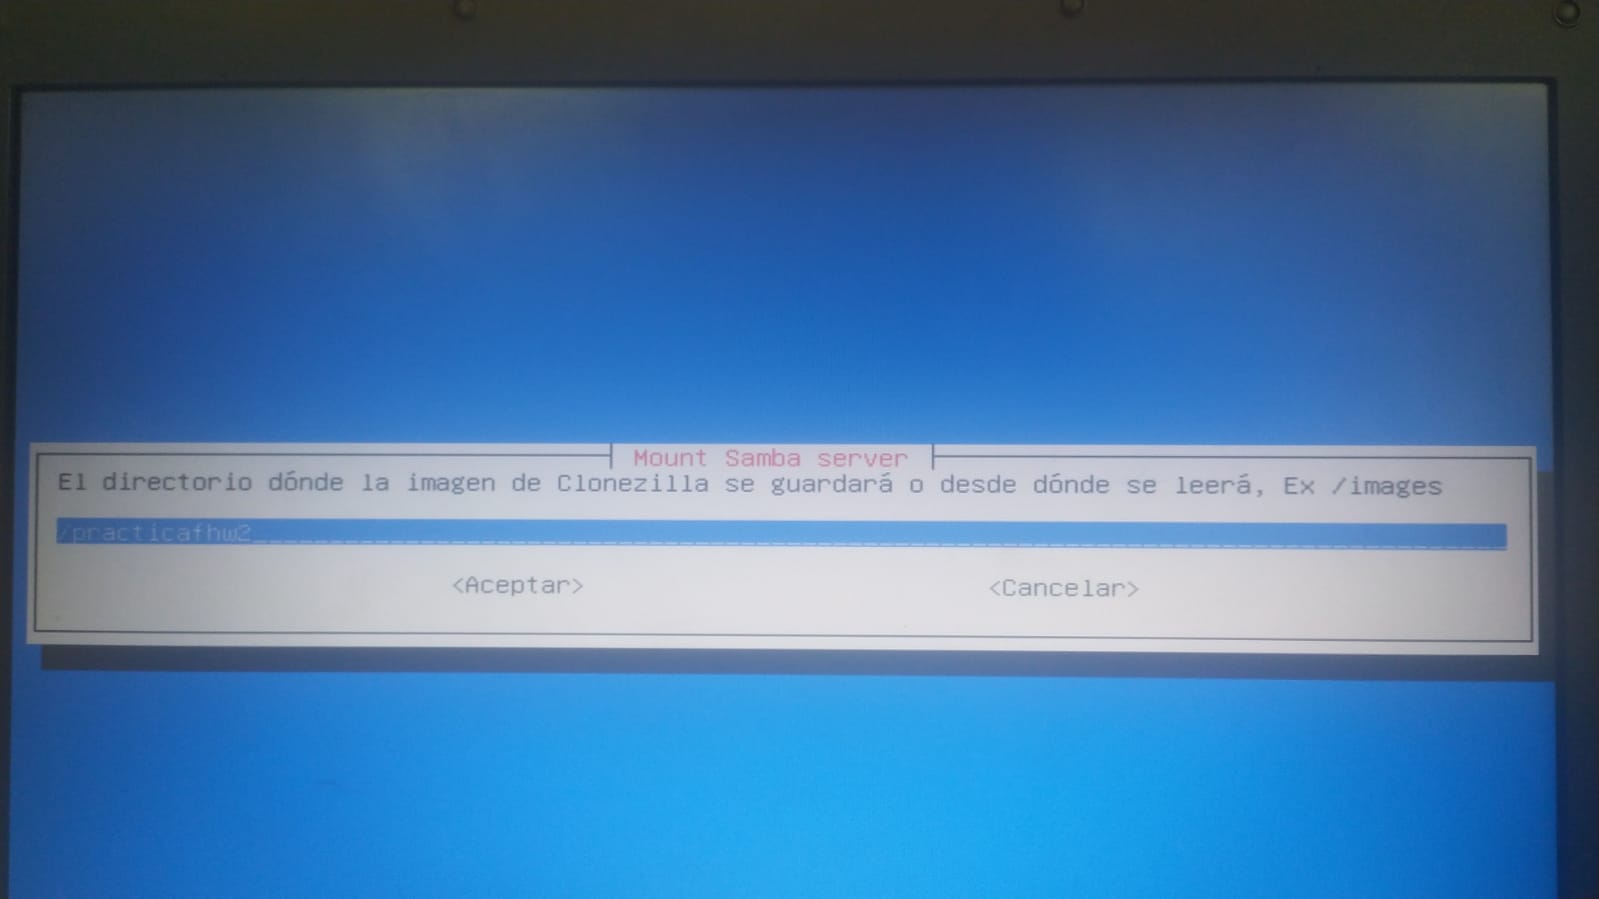 Mount Samba server
El directorio dónde la imagen de Clonezilla se guardará o desde dónde se leerá, Ex /images
/practicafhw2
<Aceptar> <Cancelar>